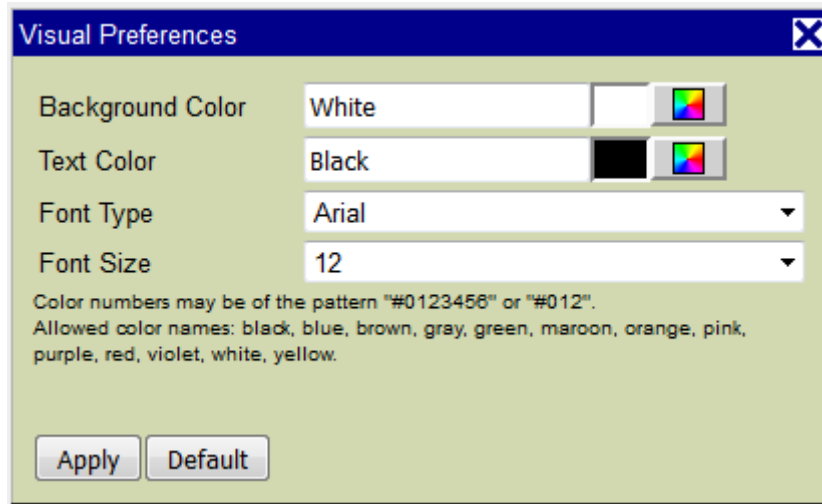 Visual Preferences
Background Color White
Text Color Black
Font Type Arial
Font Size 12
Color numbers may be of the pattern "#0123456" or "#012".
Allowed color names: black, blue, brown, gray, green, maroon, orange, pink,
purple, red, violet, white, yellow.
Apply Default